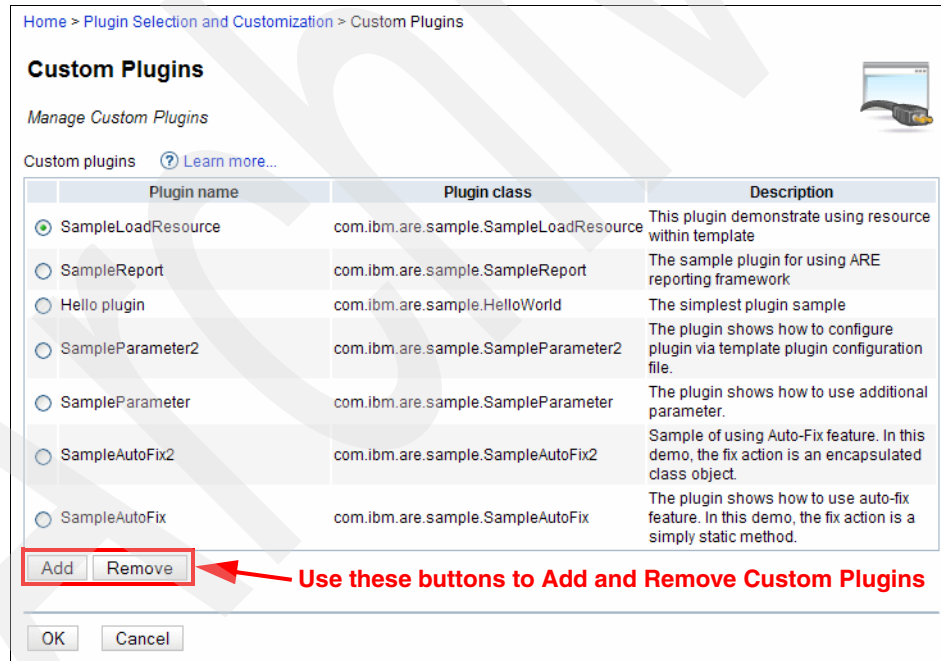 Home > Plugin Selection and Customization > Custom Plugins
Custom Plugins
Manage Custom Plugins
Custom plugins ? Learn more...
Plugin name Plugin class Description
SampleLoadResource com.ibm.are.sample.SampleLoadResource This plugin demonstrate using resource
within template
SampleReport com.ibm.are.sample.SampleReport The sample plugin for using ARE
reporting framework
Hello plugin com.ibm.are.sample.HelloWorld The simplest plugin sample
SampleParameter2 com.ibm.are.sample.SampleParameter2 The plugin shows how to configure
plugin via template plugin configuration
file.
SampleParameter com.ibm.are.sample.SampleParameter The plugin shows how to use additional
parameter.
SampleAutoFix2 com.ibm.are.sample.SampleAutoFix2 Sample of using Auto-Fix feature. In this
demo, the fix action is an encapsulated
class object.
SampleAutoFix com.ibm.are.sample.SampleAutoFix The plugin shows how to use auto-fix
feature. In this demo, the fix action is a
simply static method.
Add Remove
Use these buttons to Add and Remove Custom Plugins
OK Cancel